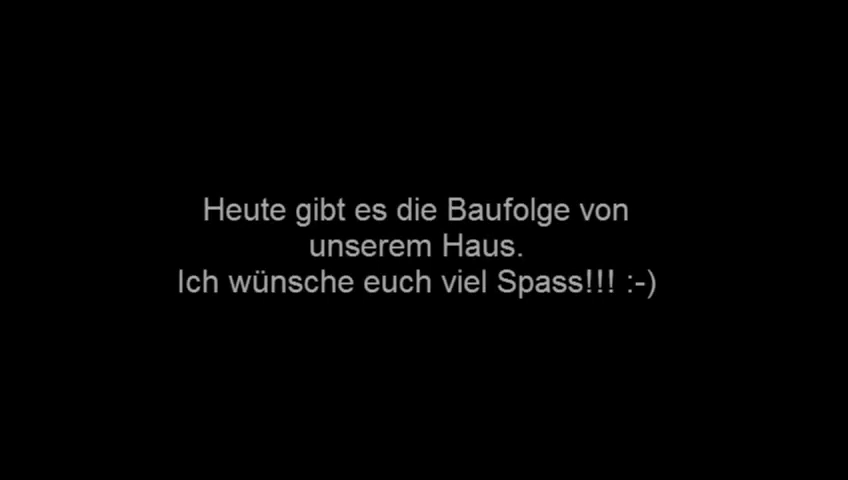 Heute gibt es die Baufolge von
unserem Haus.
Ich wünsche euch viel Spass!!! :-)